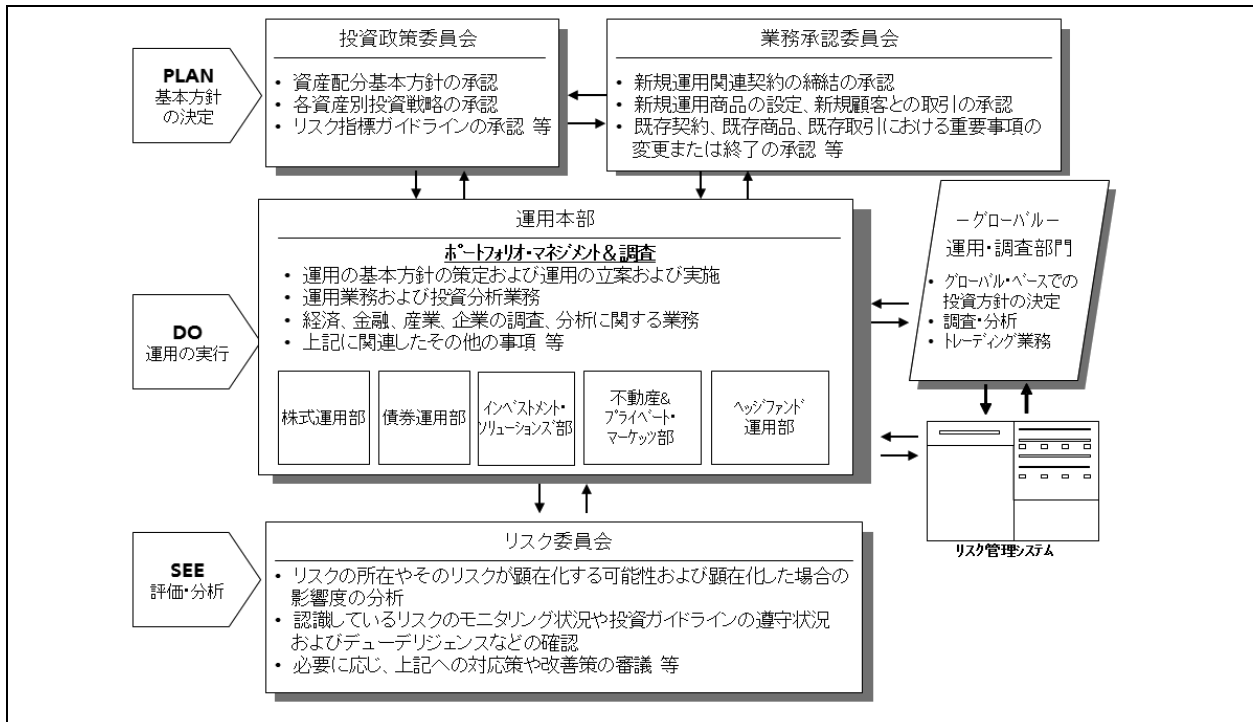 PLAN
基本方針
の決定
投資政策委員会
• 資産配分基本方針の承認
• 各資産別投資戦略の承認
• リスク指標ガイドラインの承認 等
業務承認委員会
• 新規運用関連契約の締結の承認
• 新規運用商品の設定、新規顧客との取引の承認
• 既存契約、既存商品、既存取引における重要事項の
変更または終了の承認 等
DO
運用の実行
運用本部
ポートフォリオ・マネジメント&調査
• 運用の基本方針の策定および運用の立案および実施
• 運用業務および投資分析業務
• 経済、金融、産業、企業の調査、分析に関する業務
• 上記に関連したその他の事項 等
株式運用部
債券運用部
インベストメント・
ソリューションズ部
不動産&
プライベート・
マーケッツ部
ヘッジファンド
運用部
－グローバル－
運用・調査部門
• グローバル・ベースでの
投資方針の決定
• 調査・分析
• トレーディング業務
リスク管理システム
SEE
評価・分析
リスク委員会
• リスクの所在やそのリスクが顕在化する可能性および顕在化した場合の
影響度の分析
• 認識しているリスクのモニタリング状況や投資ガイドラインの遵守状況
およびデューデリジェンスなどの確認
• 必要に応じ、上記への対応策や改善策の審議 等